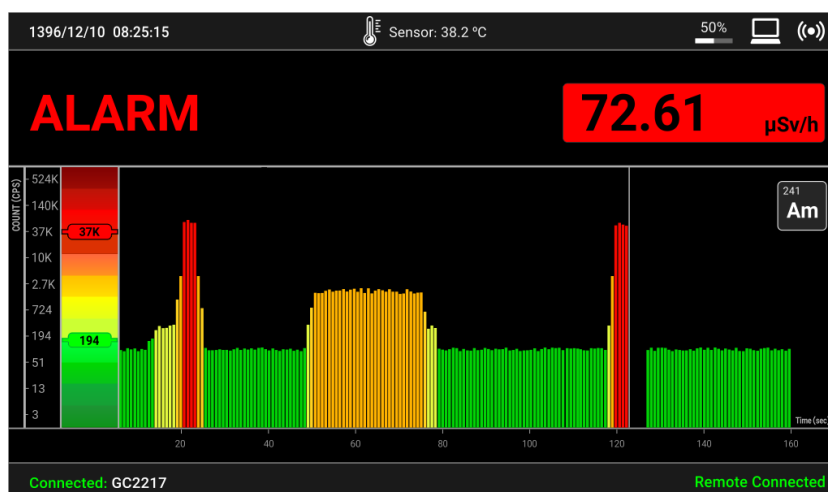 1396/12/10 08:25:15
Sensor: 38.2 ºC
50%
ALARM
72.61 µSv/h
COUNT (CPS)
524K
140K
37K
10K
2.7K
724
194
51
13
3
37K
194
241
Am
Time (sec)
20 40 60 80 100 120 140 160
Connected: GC2217
Remote Connected